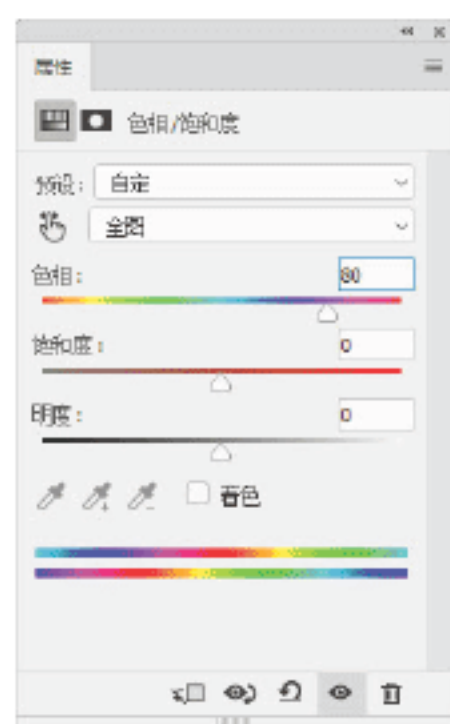 属性
色相/饱和度
预设: 自定
全图
色相: 80
饱和度: 0
明度: 0
着色